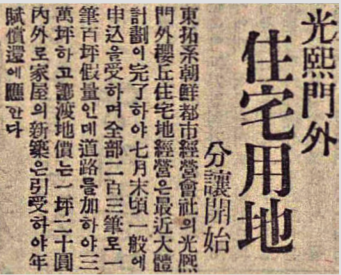 光熙門外
住宅用地
分讓開始
東拓系朝鮮都市經營會社의光熙
門外櫻丘住宅地經營은最近大體
計劃이完了하야七月末頃一般에
申込을受하며全部二百三筆로一
筆百坪假量인데道路를加하야三
萬坪하고讓渡地價는一坪二十圓
內外로家屋의新築은引受하야年
賦償還에應한다